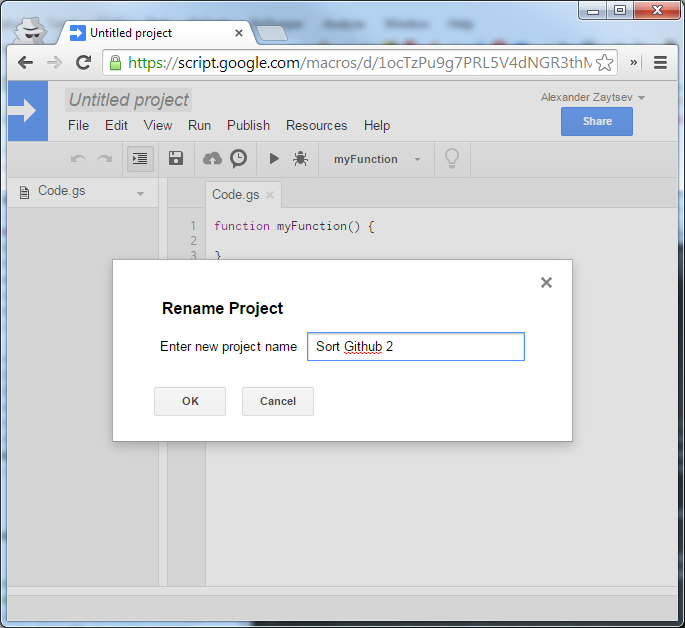 Untitled project
https://script.google.com/macros/d/1ocTzPu9g7PRL5V4dNGR3thM
Untitled project
Alexander Zaytsev
Share
File Edit View Run Publish Resources Help
myFunction
Code.gs
Code.gs
1 function myFunction() {
2
3 }
Rename Project
Enter new project name Sort Github 2
OK Cancel